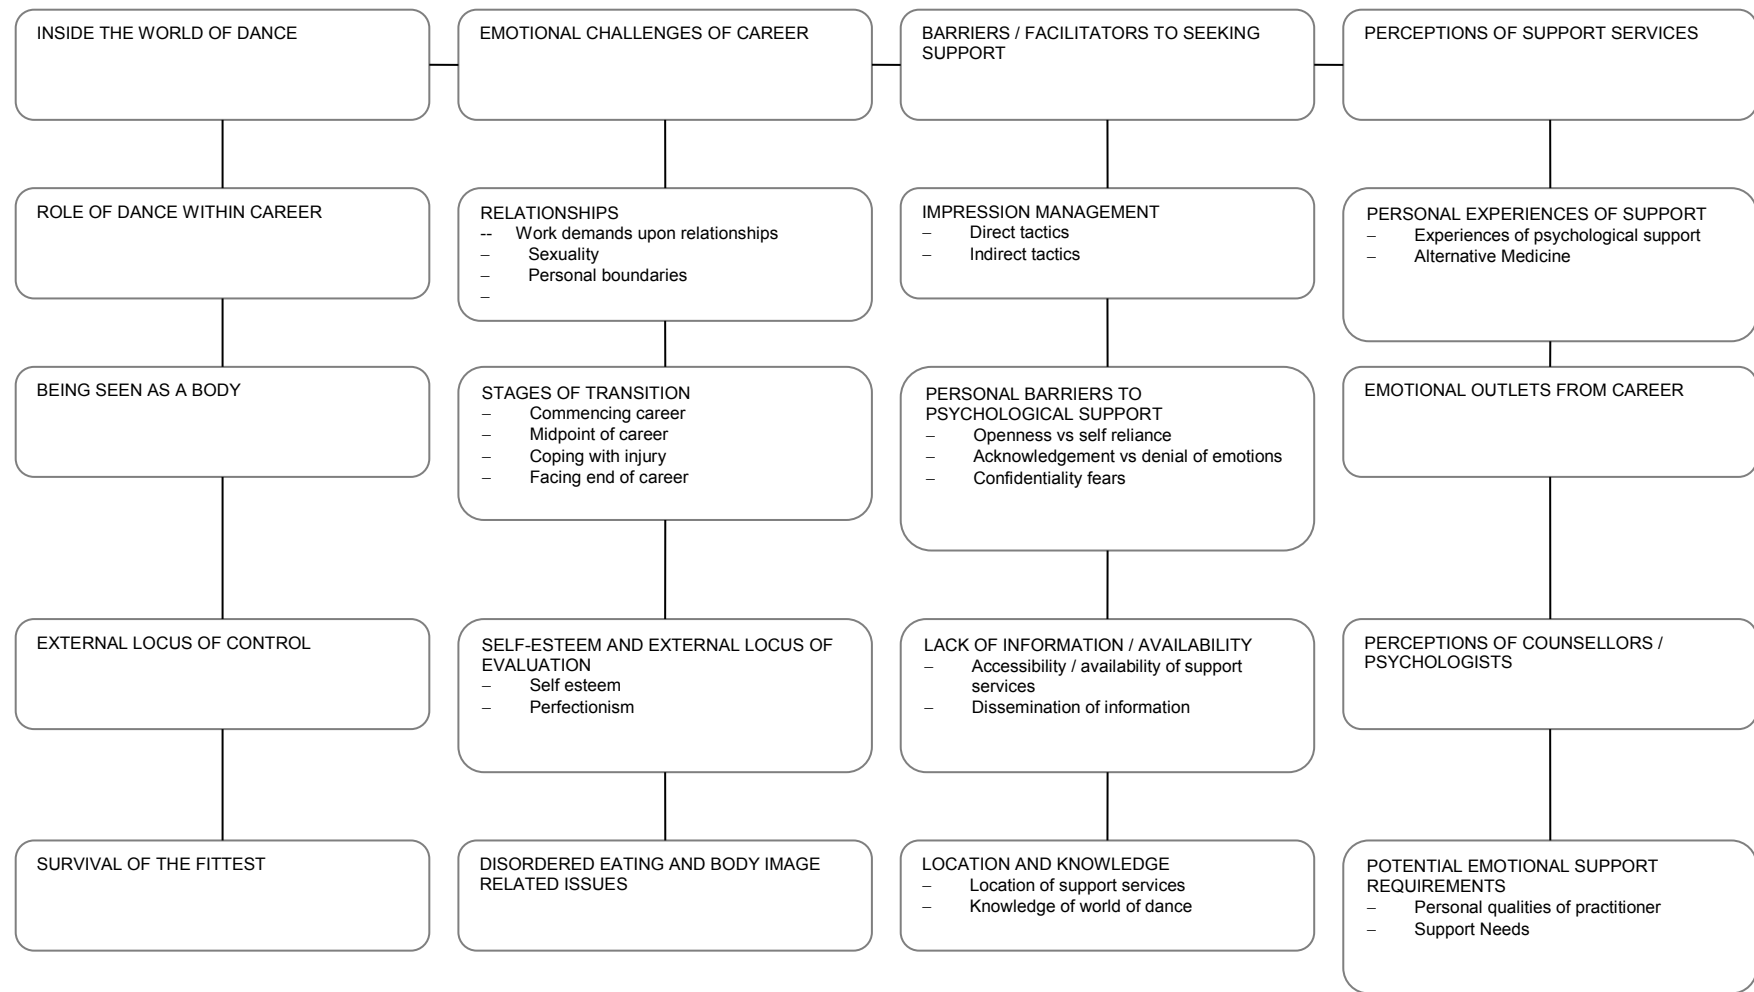 INSIDE THE WORLD OF DANCE
EMOTIONAL CHALLENGES OF CAREER
BARRIERS / FACILITATORS TO SEEKING
SUPPORT
PERCEPTIONS OF SUPPORT SERVICES
ROLE OF DANCE WITHIN CAREER
RELATIONSHIPS
-- Work demands upon relationships
– Sexuality
– Personal boundaries
–
IMPRESSION MANAGEMENT
– Direct tactics
– Indirect tactics
PERSONAL EXPERIENCES OF SUPPORT
– Experiences of psychological support
– Alternative Medicine
BEING SEEN AS A BODY
STAGES OF TRANSITION
– Commencing career
– Midpoint of career
– Coping with injury
– Facing end of career
PERSONAL BARRIERS TO
PSYCHOLOGICAL SUPPORT
– Openness vs self reliance
– Acknowledgement vs denial of emotions
– Confidentiality fears
EMOTIONAL OUTLETS FROM CAREER
EXTERNAL LOCUS OF CONTROL
SELF-ESTEEM AND EXTERNAL LOCUS OF
EVALUATION
– Self esteem
– Perfectionism
LACK OF INFORMATION / AVAILABILITY
– Accessibility / availability of support
services
– Dissemination of information
PERCEPTIONS OF COUNSELLORS /
PSYCHOLOGISTS
SURVIVAL OF THE FITTEST
DISORDERED EATING AND BODY IMAGE
RELATED ISSUES
LOCATION AND KNOWLEDGE
– Location of support services
– Knowledge of world of dance
POTENTIAL EMOTIONAL SUPPORT
REQUIREMENTS
– Personal qualities of practitioner
– Support Needs